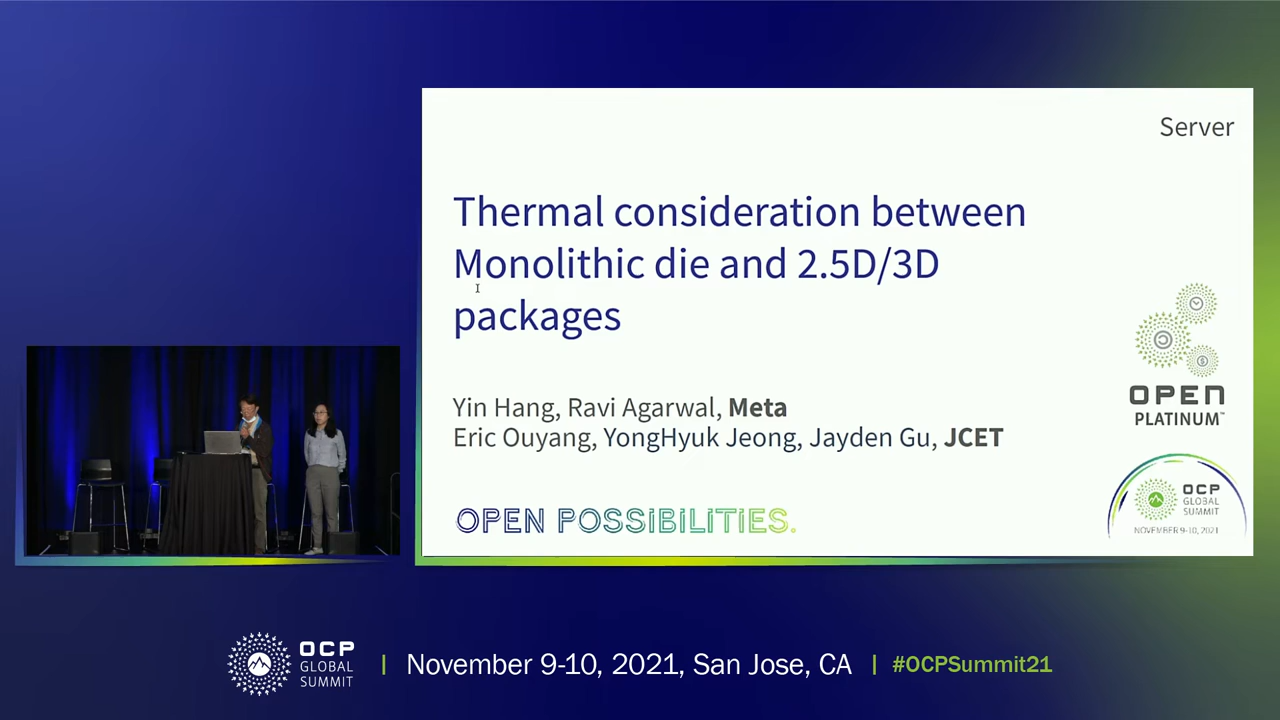 Server
Thermal consideration between
Monolithic die and 2.5D/3D
packages
Yin Hang, Ravi Agarwal, Meta
Eric Ouyang, YongHyuk Jeong, Jayden Gu, JCET
OPEN
PLATINUM™
OPEN POSSIBILITIES.
OCP
GLOBAL
SUMMIT
NOVEMBER 9-10, 2021
OCP
GLOBAL
SUMMIT
| November 9-10, 2021, San Jose, CA | #OCPSummit21